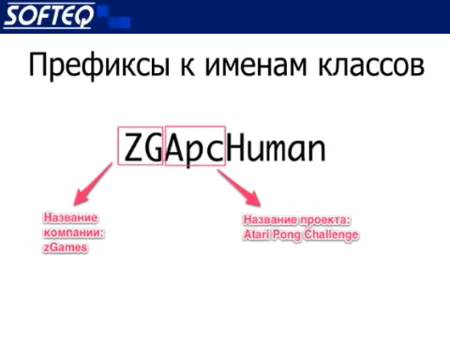 SOFTEQ
Префиксы к именам классов
ZGApcHuman
Название
компании:
zGames
Название проекта:
Atari Pong Challenge